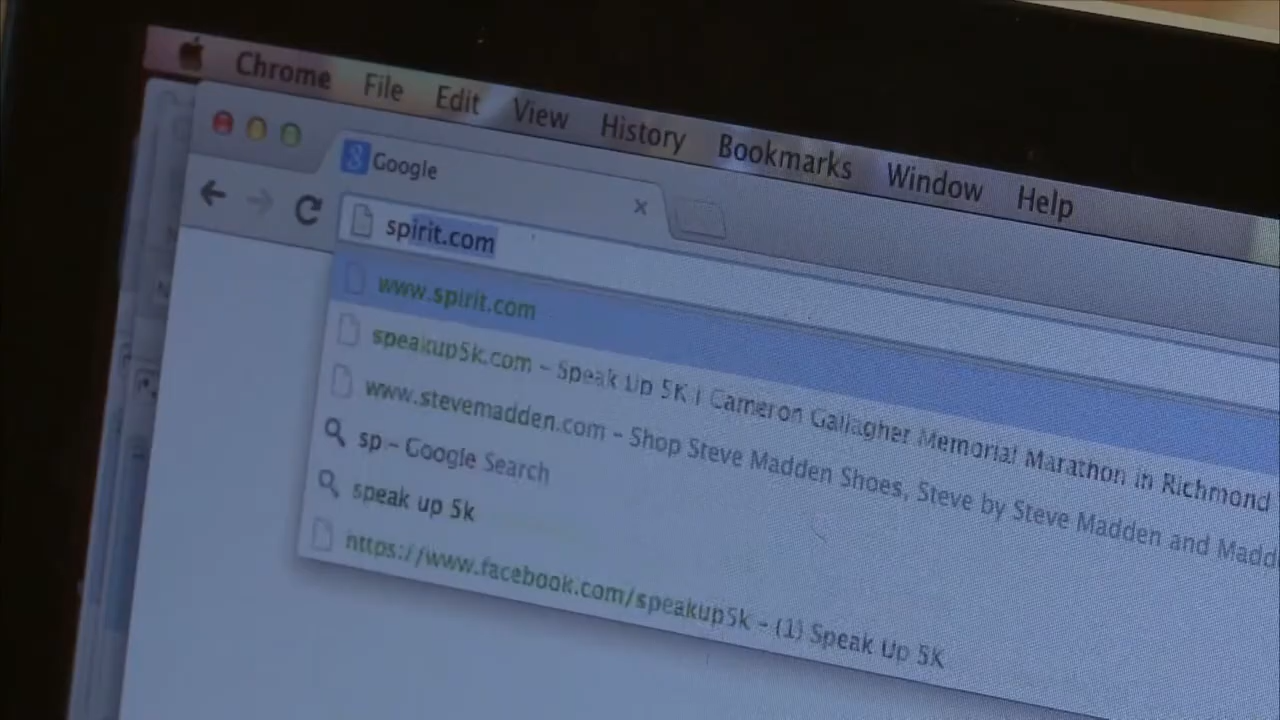 Chrome File Edit View History Bookmarks Window Help
Google
spirit.com
www.spirit.com
speakup5k.com – Speak Up 5K | Cameron Gallagher Memorial Marathon in Richmond
www.stevemadden.com – Shop Steve Madden Shoes, Steve by Steve Madden and Madd
sp – Google Search
speak up 5k
https://www.facebook.com/speakup5k – (1) Speak Up 5K